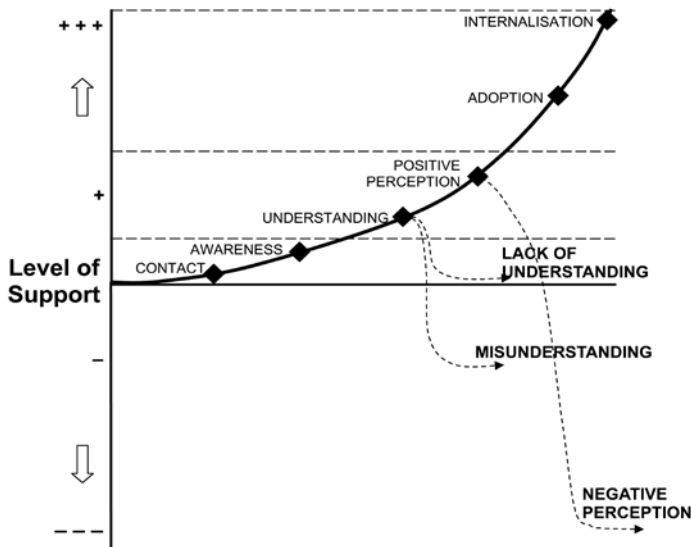 + + +
INTERNALISATION
ADOPTION
POSITIVE
PERCEPTION
+
UNDERSTANDING
AWARENESS
CONTACT
LACK OF
UNDERSTANDING
Level of
Support
MISUNDERSTANDING
–
NEGATIVE
PERCEPTION
– – –